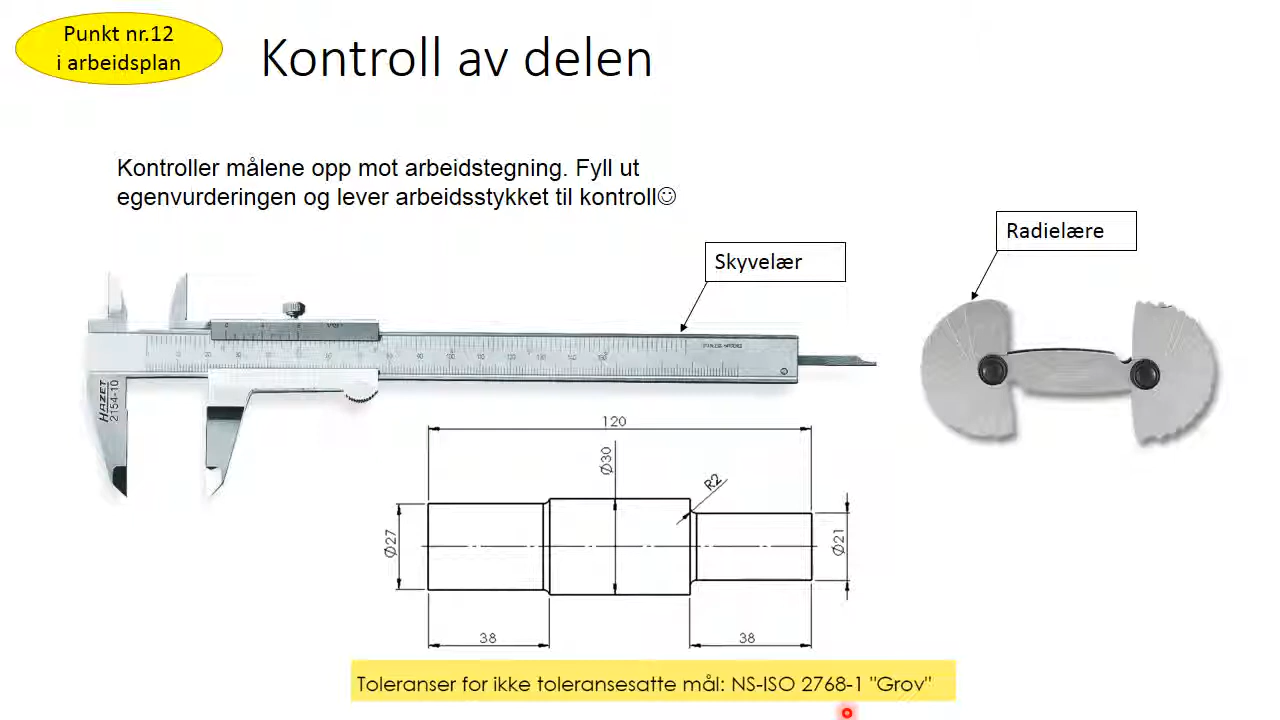 Punkt nr.12
i arbeidsplan
Kontroll av delen
Kontroller målene opp mot arbeidstegning. Fyll ut
egenvurderingen og lever arbeidsstykket til kontroll☺
Radielære
Skyvelær
HAZET
2154-10
120
Ø30
R2
Ø27
Ø21
38
38
Toleranser for ikke toleransesatte mål: NS-ISO 2768-1 "Grov"